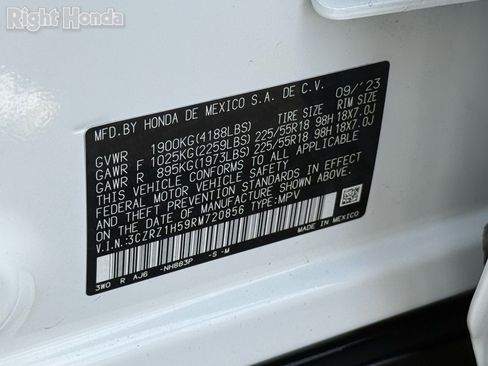 Right Honda
MFD. BY HONDA DE MEXICO S.A. DE C.V. 09/'23
TIRE SIZE RIM SIZE
GVWR 1900KG(4188LBS)
GAWR F 1025KG(2259LBS) 225/55R18 98H 18X7.0J
GAWR R 895KG(1973LBS) 225/55R18 98H 18X7.0J
THIS VEHICLE CONFORMS TO ALL APPLICABLE
FEDERAL MOTOR VEHICLE SAFETY AND THEFT
PREVENTION STANDARDS IN EFFECT ON THE DATE
OF MANUFACTURE SHOWN ABOVE.
V.I.N.:3CZRZ1H59RM720856 TYPE:MPV
3W0 R AJ6 -NH883P -S -M
MADE IN MEXICO